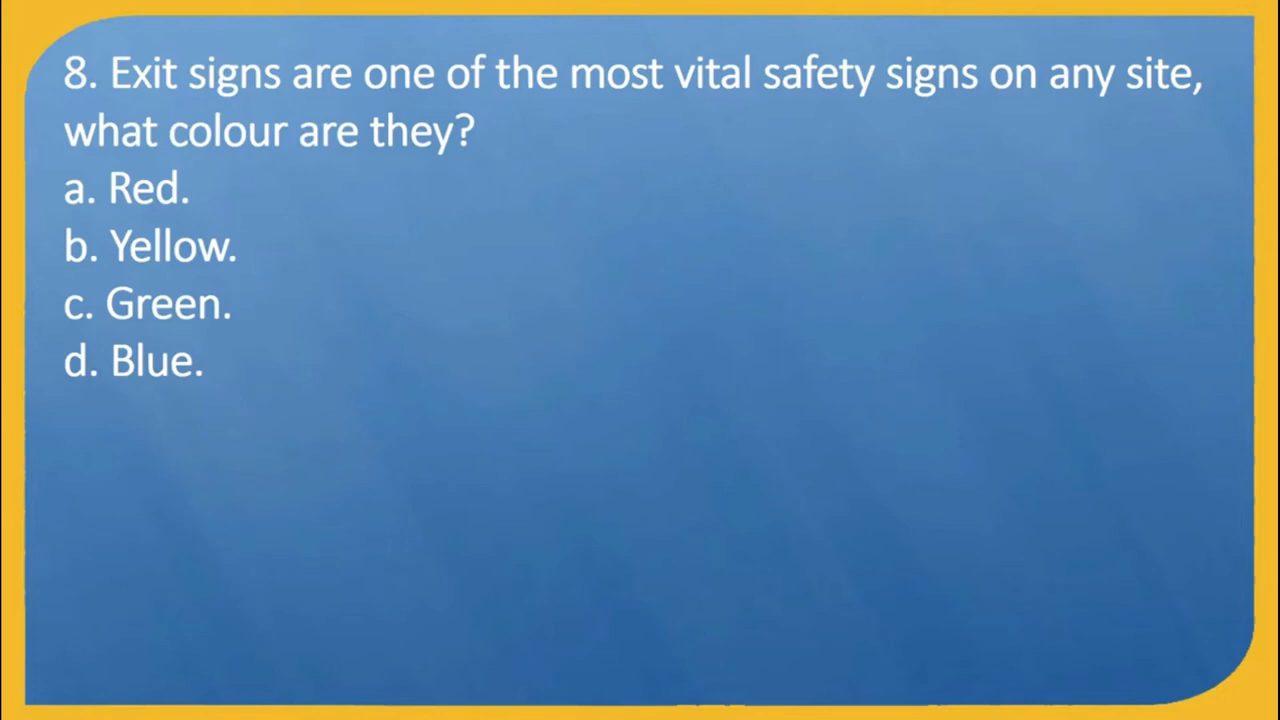 8. Exit signs are one of the most vital safety signs on any site,
what colour are they?
a. Red.
b. Yellow.
c. Green.
d. Blue.